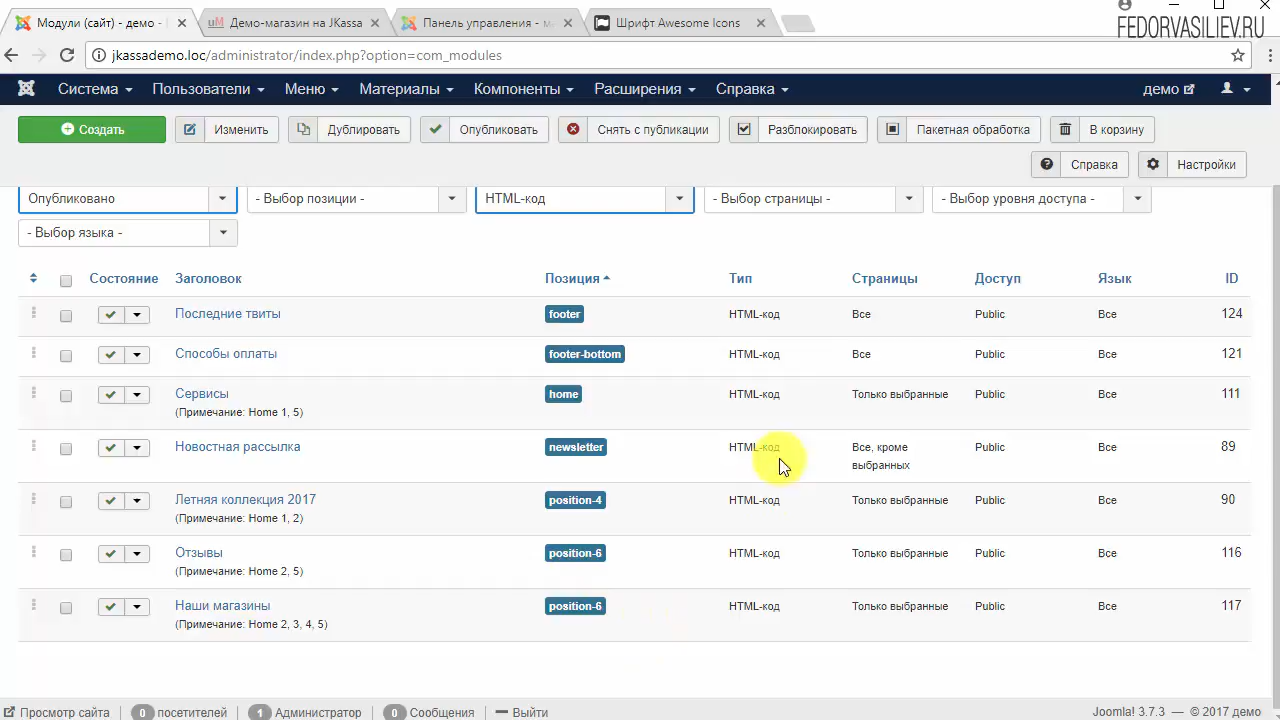 Модули (сайт) - демо -
Демо-магазин на JKassa
Панель управления -
Шрифт Awesome Icons
FEDORVASILIEV.RU
jkassademo.loc/administrator/index.php?option=com_modules
Система Пользователи Меню Материалы Компоненты Расширения Справка демо
Создать Изменить Дублировать Опубликовать Снять с публикации Разблокировать Пакетная обработка В корзину
Справка Настройки
Опубликовано - Выбор позиции - HTML-код - Выбор страницы - - Выбор уровня доступа -
- Выбор языка -
Состояние Заголовок Позиция Тип Страницы Доступ Язык ID
Последние твиты footer HTML-код Все Public Все 124
Способы оплаты footer-bottom HTML-код Все Public Все 121
Сервисы home HTML-код Только выбранные Public Все 111
(Примечание: Home 1, 5)
Новостная рассылка newsletter HTML-код Все, кроме Public Все 89
выбранных
Летняя коллекция 2017 position-4 HTML-код Только выбранные Public Все 90
(Примечание: Home 1, 2)
Отзывы position-6 HTML-код Только выбранные Public Все 116
(Примечание: Home 2, 5)
Наши магазины position-6 HTML-код Только выбранные Public Все 117
(Примечание: Home 2, 3, 4, 5)
Просмотр сайта 0 посетителей 1 Администратор 0 Сообщения Выйти Joomla! 3.7.3 — © 2017 демо